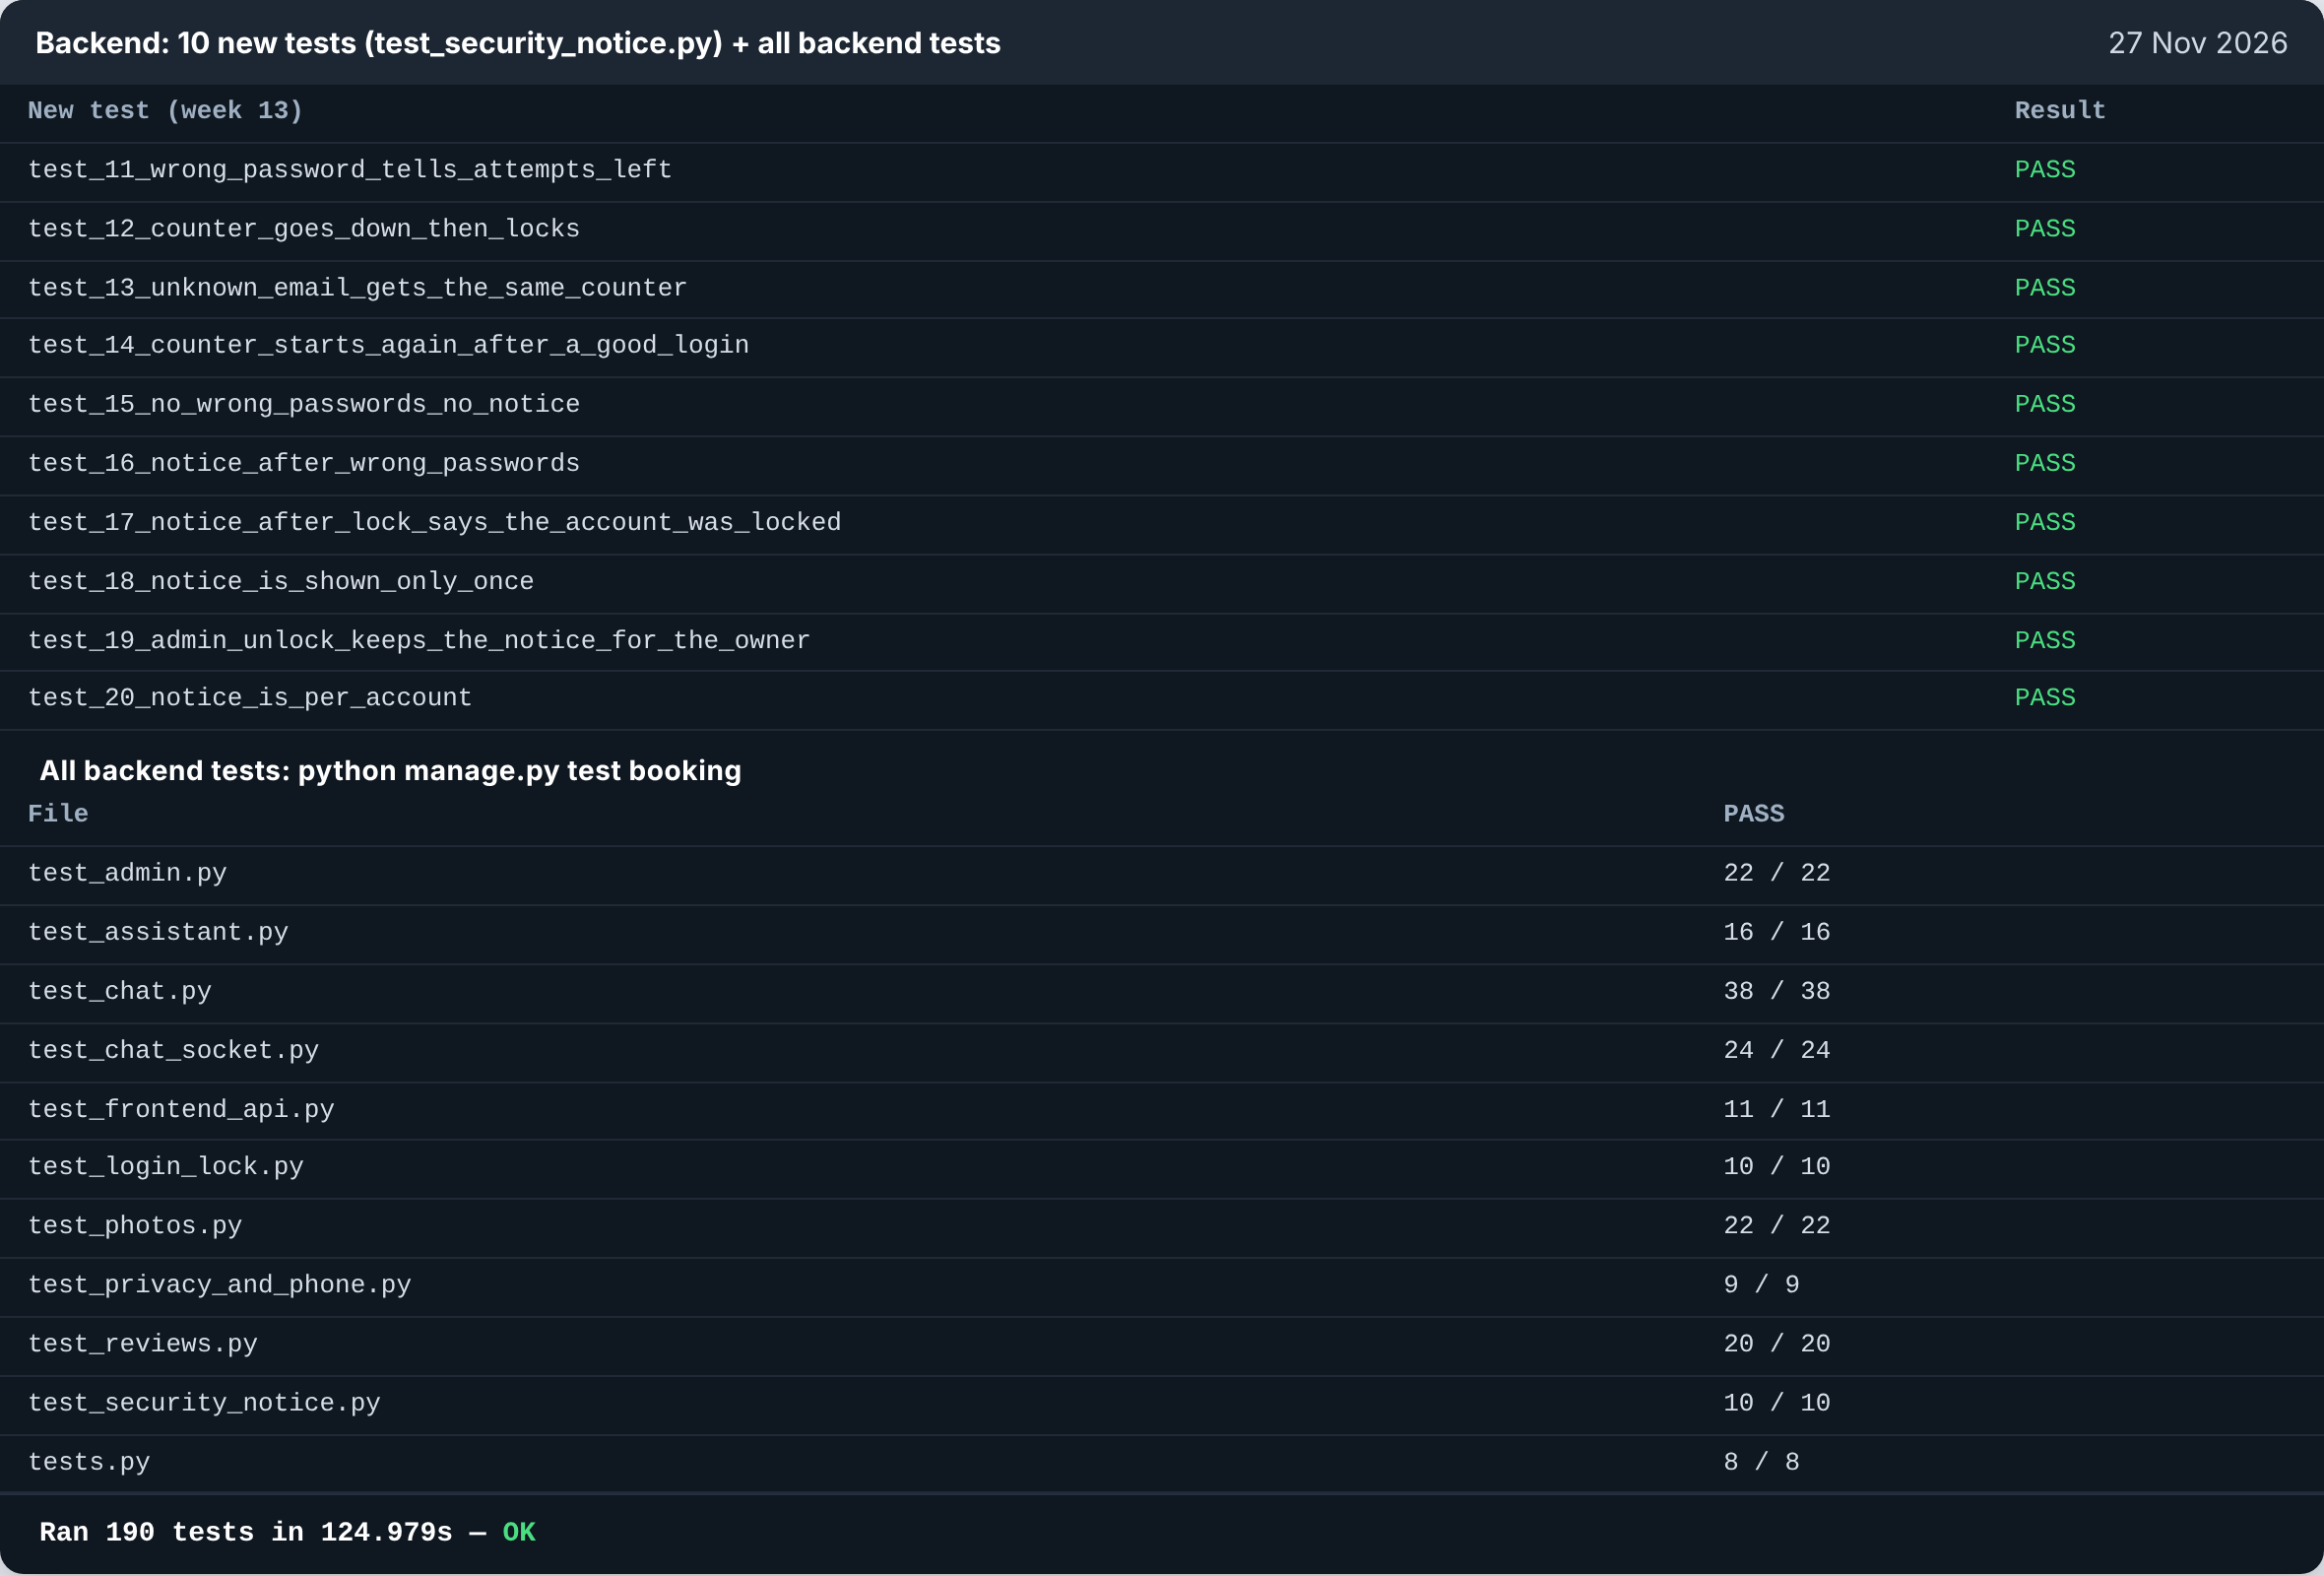 Backend: 10 new tests (test_security_notice.py) + all backend tests 27 Nov 2026
New test (week 13) Result
test_11_wrong_password_tells_attempts_left PASS
test_12_counter_goes_down_then_locks PASS
test_13_unknown_email_gets_the_same_counter PASS
test_14_counter_starts_again_after_a_good_login PASS
test_15_no_wrong_passwords_no_notice PASS
test_16_notice_after_wrong_passwords PASS
test_17_notice_after_lock_says_the_account_was_locked PASS
test_18_notice_is_shown_only_once PASS
test_19_admin_unlock_keeps_the_notice_for_the_owner PASS
test_20_notice_is_per_account PASS
All backend tests: python manage.py test booking
File PASS
test_admin.py 22 / 22
test_assistant.py 16 / 16
test_chat.py 38 / 38
test_chat_socket.py 24 / 24
test_frontend_api.py 11 / 11
test_login_lock.py 10 / 10
test_photos.py 22 / 22
test_privacy_and_phone.py 9 / 9
test_reviews.py 20 / 20
test_security_notice.py 10 / 10
tests.py 8 / 8
Ran 190 tests in 124.979s — OK